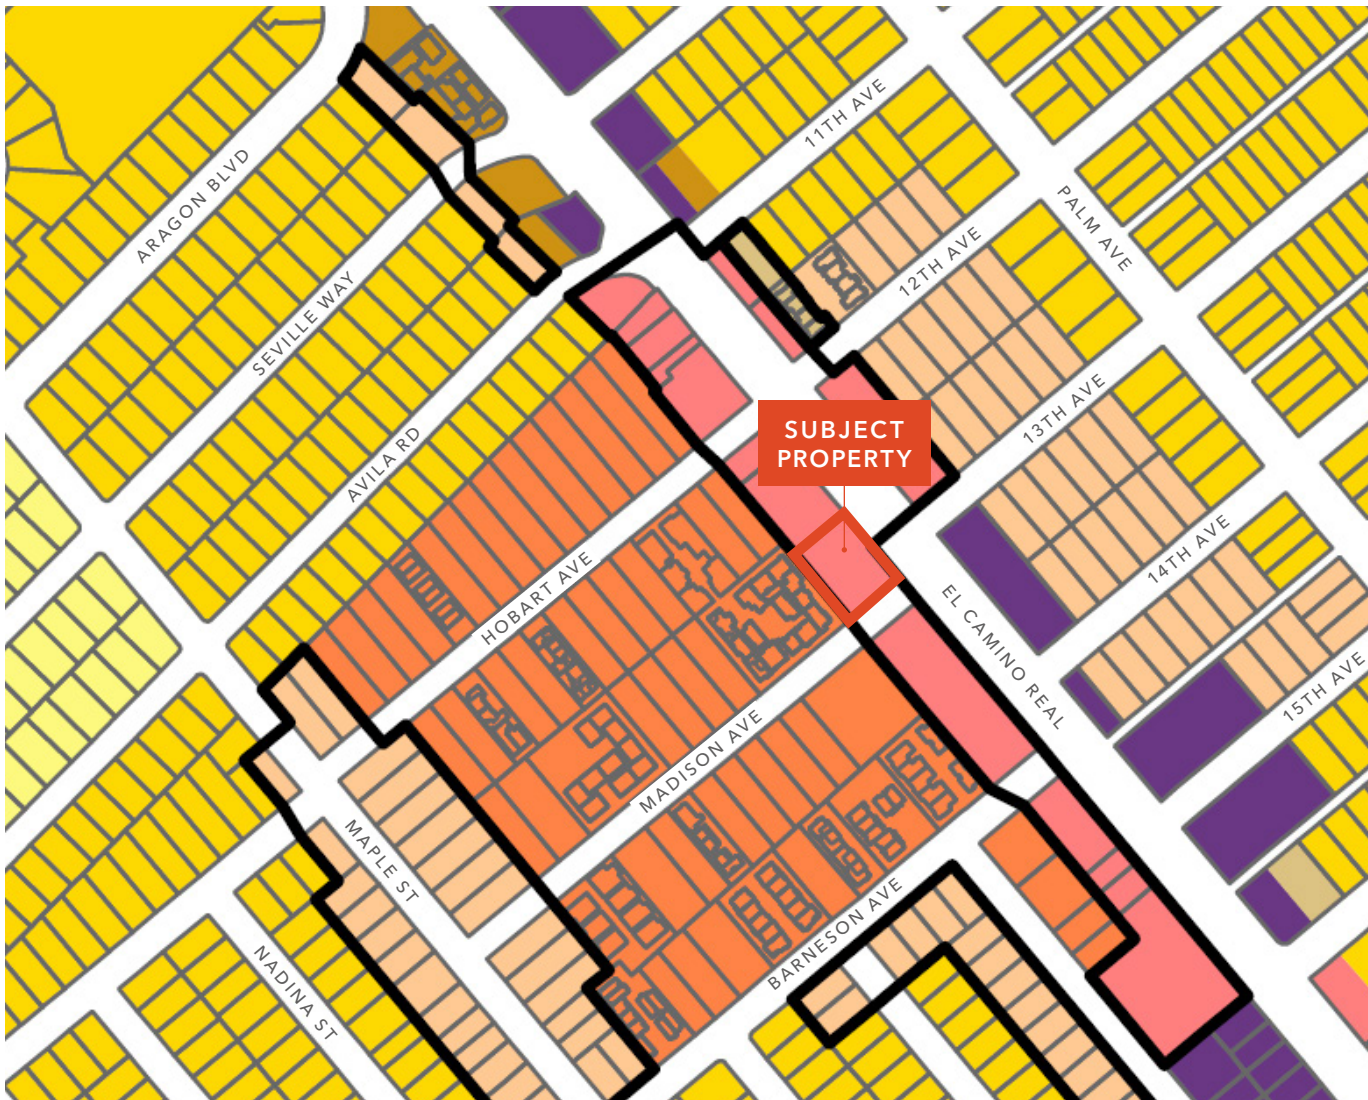 11TH AVE
ARAGON BLVD
PALM AVE
12TH AVE
SEVILLE WAY
13TH AVE
SUBJECT
PROPERTY
AVILA RD
14TH AVE
HOBART AVE
EL CAMINO REAL
15TH AVE
MADISON AVE
MAPLE ST
BARNESON AVE
NADINA ST